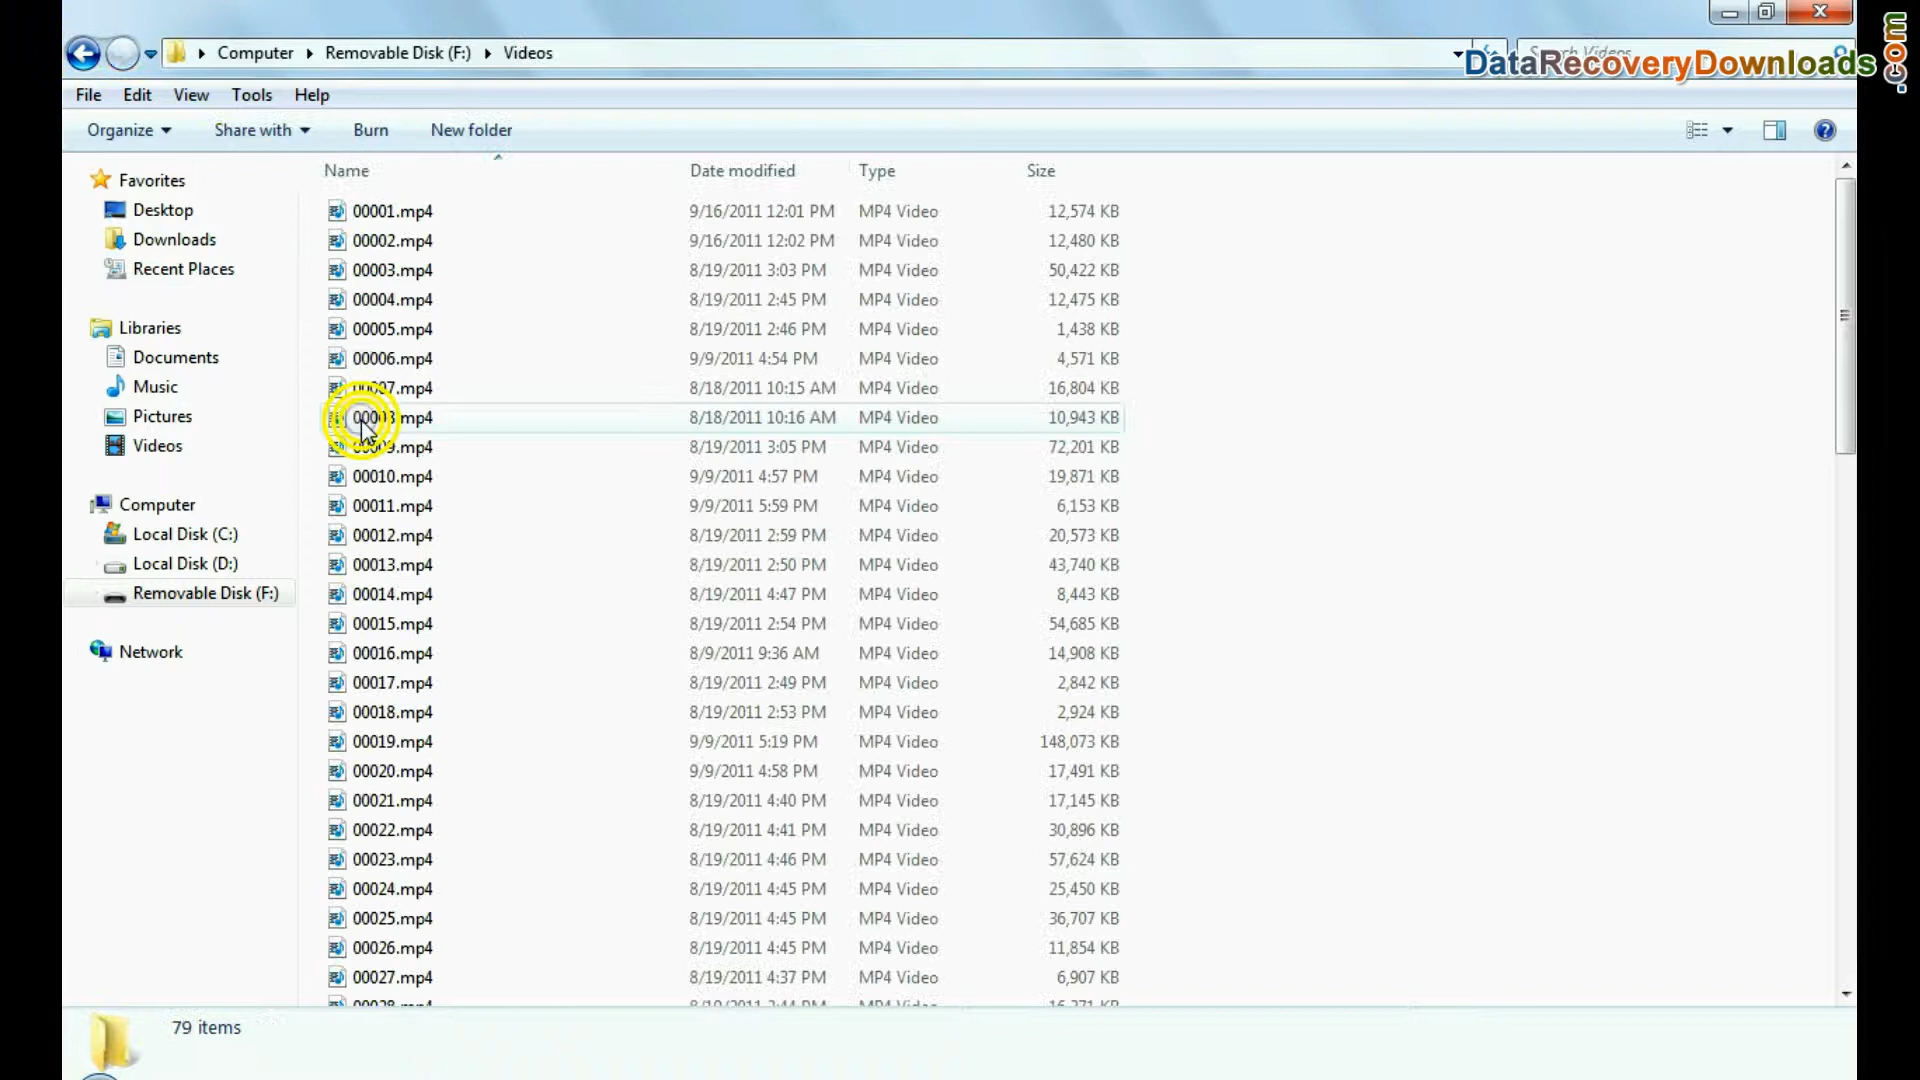 Computer Removable Disk (F:) Videos
Search Videos
DataRecoveryDownloads.com
File Edit View Tools Help
Organize Share with Burn New folder
Favorites
Desktop
Downloads
Recent Places
Libraries
Documents
Music
Pictures
Videos
Computer
Local Disk (C:)
Local Disk (D:)
Removable Disk (F:)
Network
Name Date modified Type Size
00001.mp4 9/16/2011 12:01 PM MP4 Video 12,574 KB
00002.mp4 9/16/2011 12:02 PM MP4 Video 12,480 KB
00003.mp4 8/19/2011 3:03 PM MP4 Video 50,422 KB
00004.mp4 8/19/2011 2:45 PM MP4 Video 12,475 KB
00005.mp4 8/19/2011 2:46 PM MP4 Video 1,438 KB
00006.mp4 9/9/2011 4:54 PM MP4 Video 4,571 KB
00007.mp4 8/18/2011 10:15 AM MP4 Video 16,804 KB
00008.mp4 8/18/2011 10:16 AM MP4 Video 10,943 KB
00009.mp4 8/19/2011 3:05 PM MP4 Video 72,201 KB
00010.mp4 9/9/2011 4:57 PM MP4 Video 19,871 KB
00011.mp4 9/9/2011 5:59 PM MP4 Video 6,153 KB
00012.mp4 8/19/2011 2:59 PM MP4 Video 20,573 KB
00013.mp4 8/19/2011 2:50 PM MP4 Video 43,740 KB
00014.mp4 8/19/2011 4:47 PM MP4 Video 8,443 KB
00015.mp4 8/19/2011 2:54 PM MP4 Video 54,685 KB
00016.mp4 8/9/2011 9:36 AM MP4 Video 14,908 KB
00017.mp4 8/19/2011 2:49 PM MP4 Video 2,842 KB
00018.mp4 8/19/2011 2:53 PM MP4 Video 2,924 KB
00019.mp4 9/9/2011 5:19 PM MP4 Video 148,073 KB
00020.mp4 9/9/2011 4:58 PM MP4 Video 17,491 KB
00021.mp4 8/19/2011 4:40 PM MP4 Video 17,145 KB
00022.mp4 8/19/2011 4:41 PM MP4 Video 30,896 KB
00023.mp4 8/19/2011 4:46 PM MP4 Video 57,624 KB
00024.mp4 8/19/2011 4:45 PM MP4 Video 25,450 KB
00025.mp4 8/19/2011 4:45 PM MP4 Video 36,707 KB
00026.mp4 8/19/2011 4:45 PM MP4 Video 11,854 KB
00027.mp4 8/19/2011 4:37 PM MP4 Video 6,907 KB
79 items